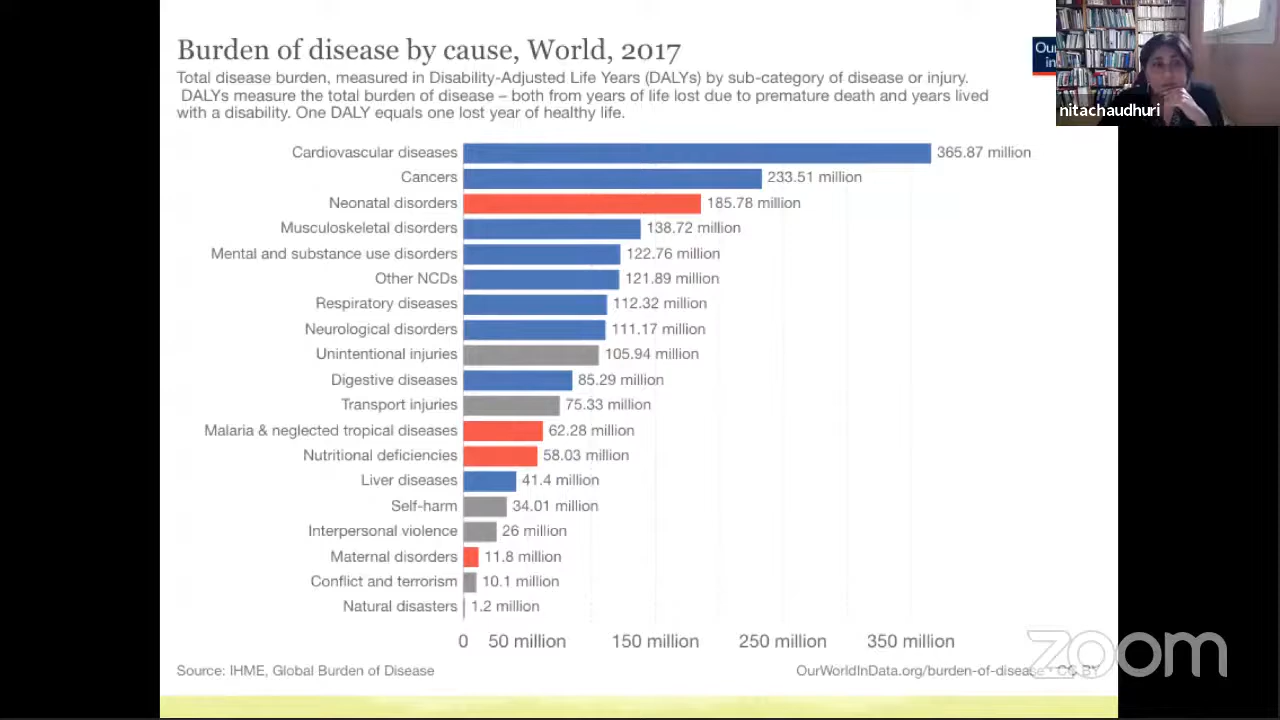 Burden of disease by cause, World, 2017
Total disease burden, measured in Disability-Adjusted Life Years (DALYs) by sub-category of disease or injury.
DALYs measure the total burden of disease – both from years of life lost due to premature death and years lived
with a disability. One DALY equals one lost year of healthy life.
Ou
in
nitachaudhuri
Cardiovascular diseases 365.87 million
Cancers 233.51 million
Neonatal disorders 185.78 million
Musculoskeletal disorders 138.72 million
Mental and substance use disorders 122.76 million
Other NCDs 121.89 million
Respiratory diseases 112.32 million
Neurological disorders 111.17 million
Unintentional injuries 105.94 million
Digestive diseases 85.29 million
Transport injuries 75.33 million
Malaria & neglected tropical diseases 62.28 million
Nutritional deficiencies 58.03 million
Liver diseases 41.4 million
Self-harm 34.01 million
Interpersonal violence 26 million
Maternal disorders 11.8 million
Conflict and terrorism 10.1 million
Natural disasters 1.2 million
0 50 million 150 million 250 million 350 million
Source: IHME, Global Burden of Disease
OurWorldInData.org/burden-of-disease • CC BY
zoom